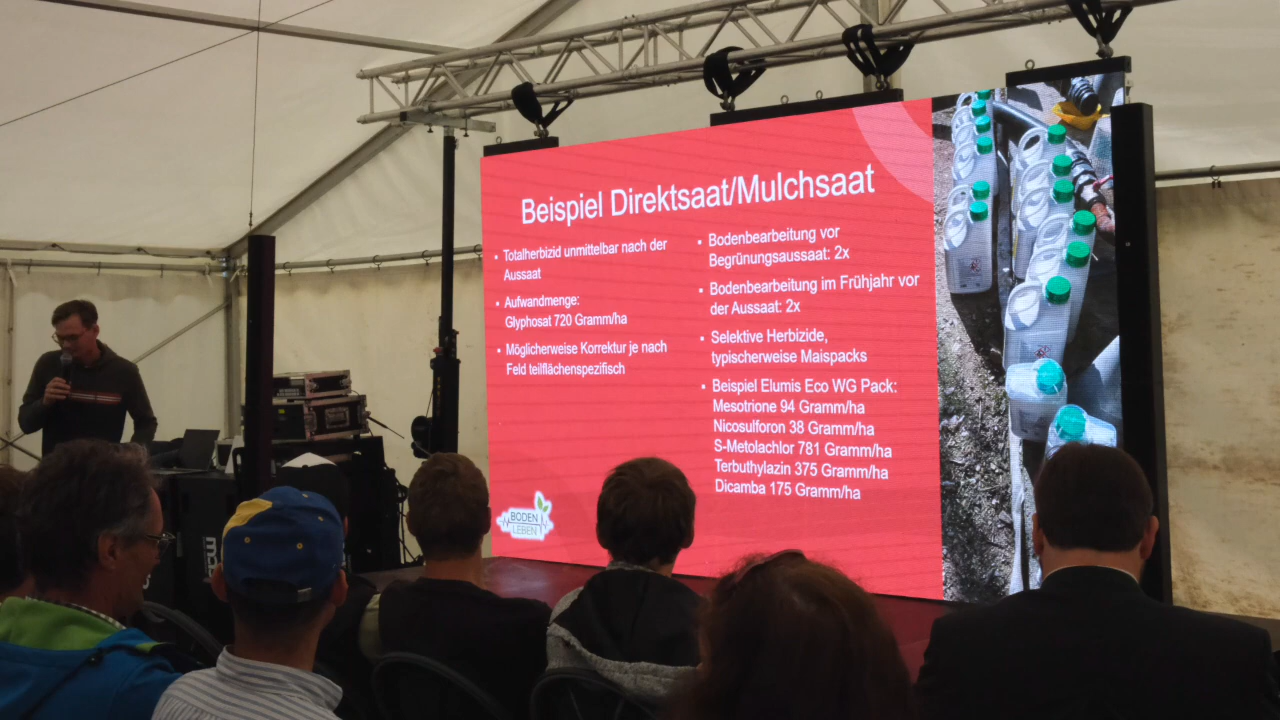 Beispiel Direktsaat/Mulchsaat
▪ Totalherbizid unmittelbar nach der
Aussaat
▪ Aufwandmenge:
Glyphosat 720 Gramm/ha
▪ Möglicherweise Korrektur je nach
Feld teilflächenspezifisch
▪ Bodenbearbeitung vor
Begrünungsaussaat: 2x
▪ Bodenbearbeitung im Frühjahr vor
der Aussaat: 2x
▪ Selektive Herbizide,
typischerweise Maispacks
▪ Beispiel Elumis Eco WG Pack:
Mesotrione 94 Gramm/ha
Nicosulforon 38 Gramm/ha
S-Metolachlor 781 Gramm/ha
Terbuthylazin 375 Gramm/ha
Dicamba 175 Gramm/ha
BODEN
LEBEN